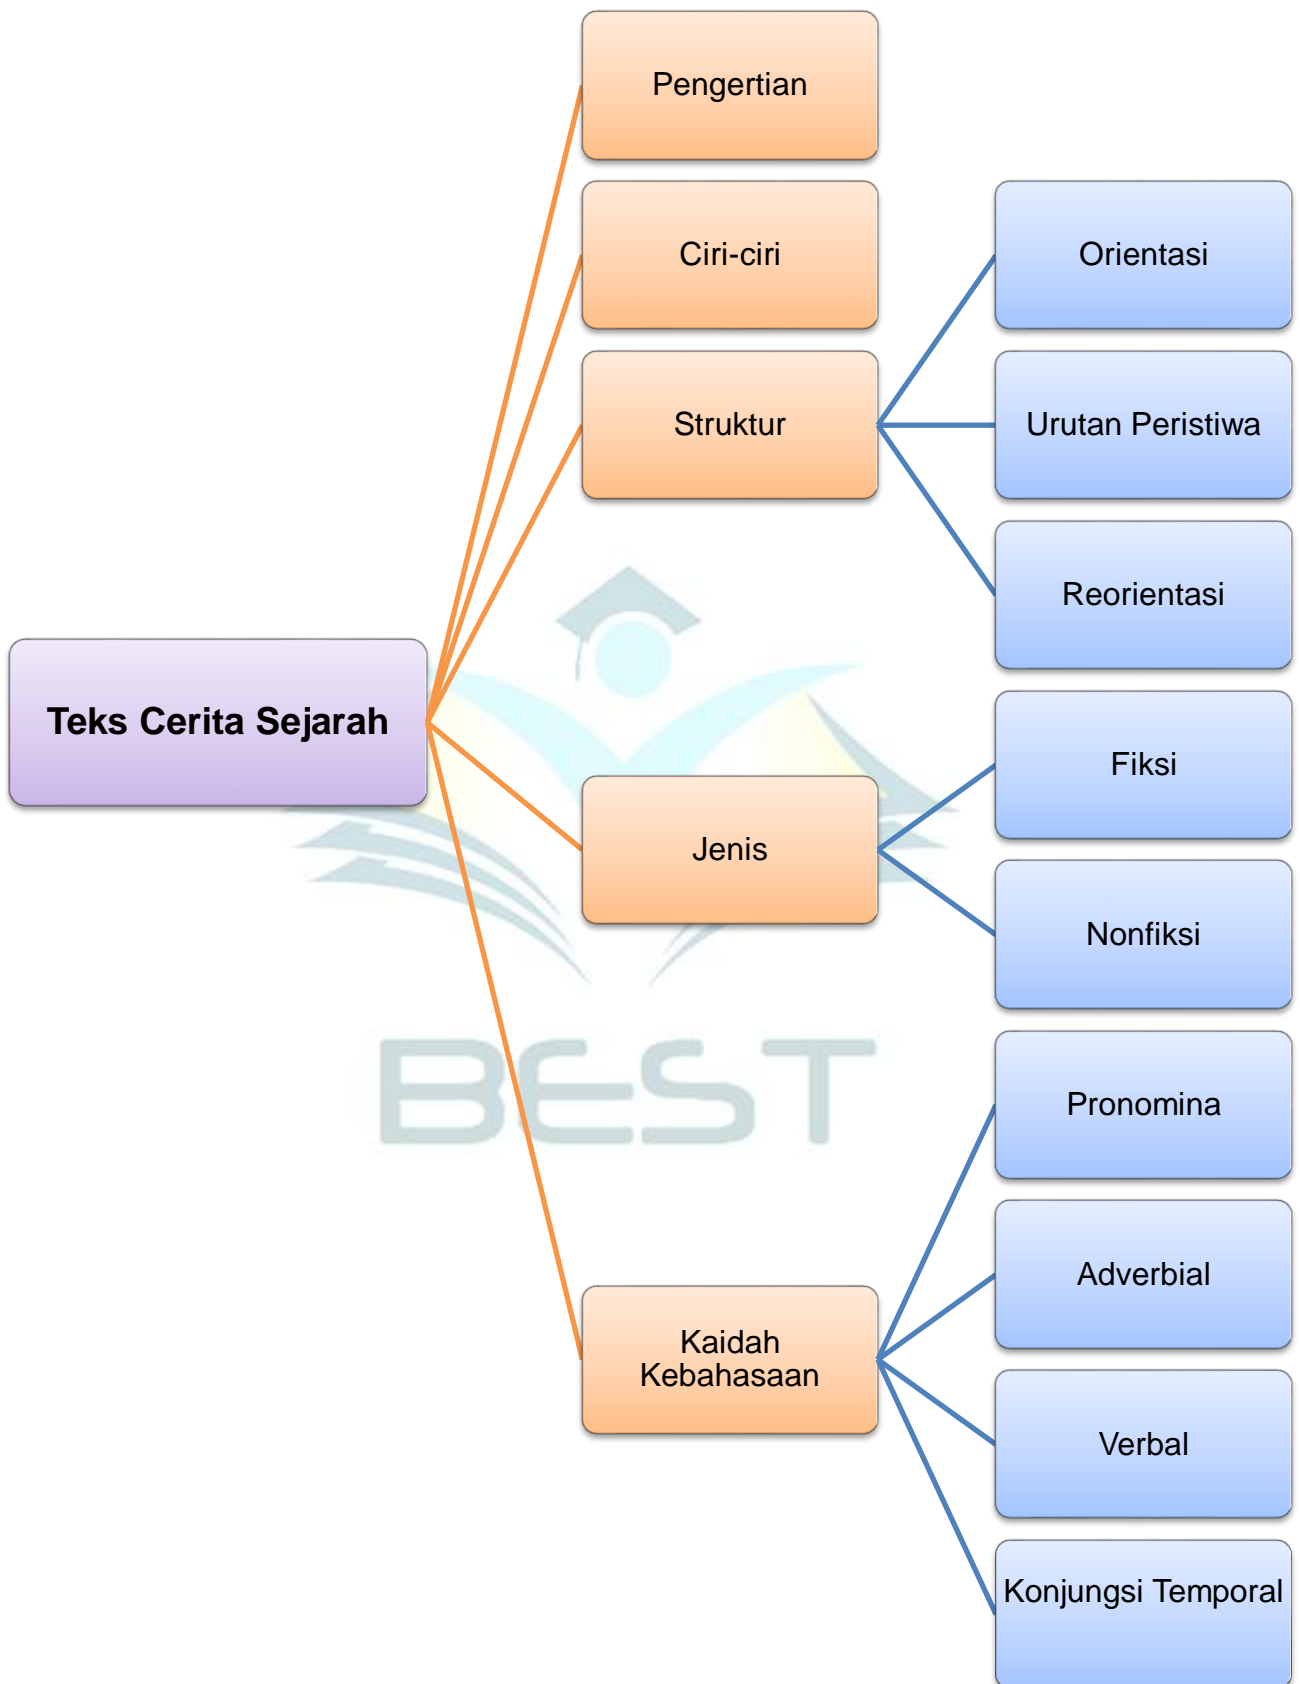 Pengertian
Ciri-ciri
Orientasi
Struktur
Urutan Peristiwa
Reorientasi
Teks Cerita Sejarah
Fiksi
Jenis
Nonfiksi
BEST
Pronomina
Adverbial
Kaidah
Kebahasaan
Verbal
Konjungsi Temporal